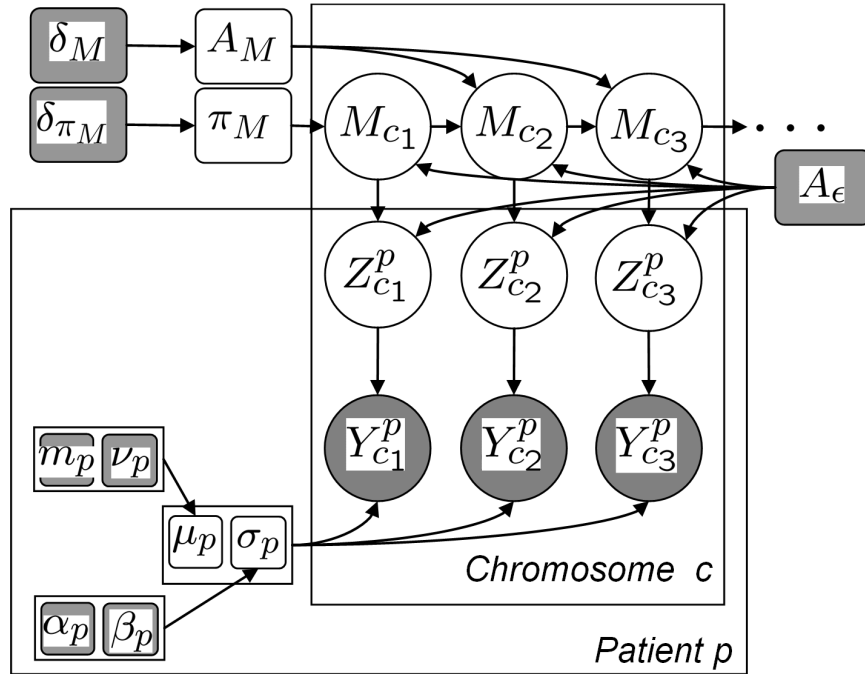 δ_M A_M
δ_{π_M} π_M M_{c_1} M_{c_2} M_{c_3} . . .
A_ϵ
Z^p_{c_1} Z^p_{c_2} Z^p_{c_3}
Y^p_{c_1} Y^p_{c_2} Y^p_{c_3}
m_p ν_p
μ_p σ_p
Chromosome c
α_p β_p
Patient p